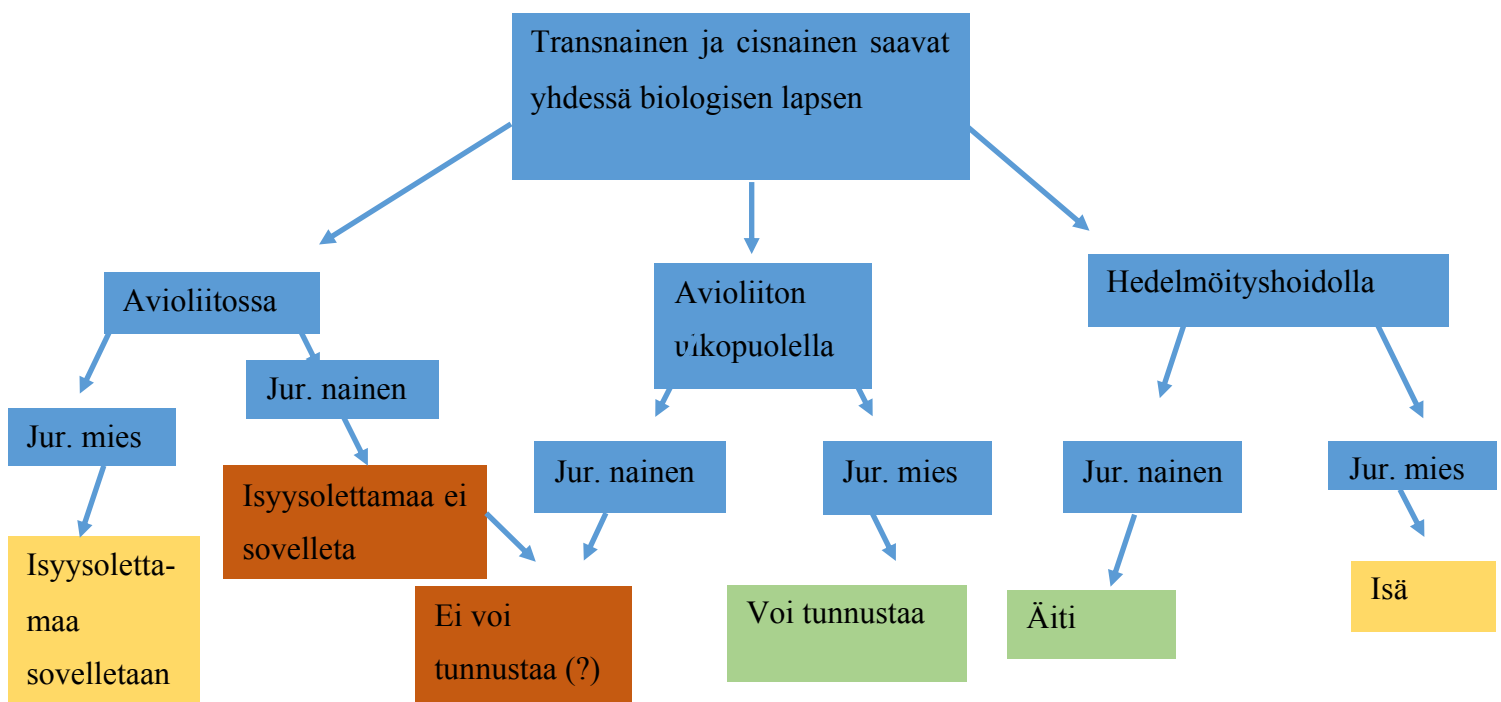 Transnainen ja cisnainen saavat
yhdessä biologisen lapsen
Avioliitossa
Avioliiton
ulkopuolella
Hedelmöityshoidolla
Jur. mies
Jur. nainen
Jur. nainen
Jur. mies
Jur. nainen
Jur. mies
Isyysoletta-
maa
sovelletaan
Isyysolettamaa ei
sovelleta
Ei voi
tunnustaa (?)
Voi tunnustaa
Äiti
Isä